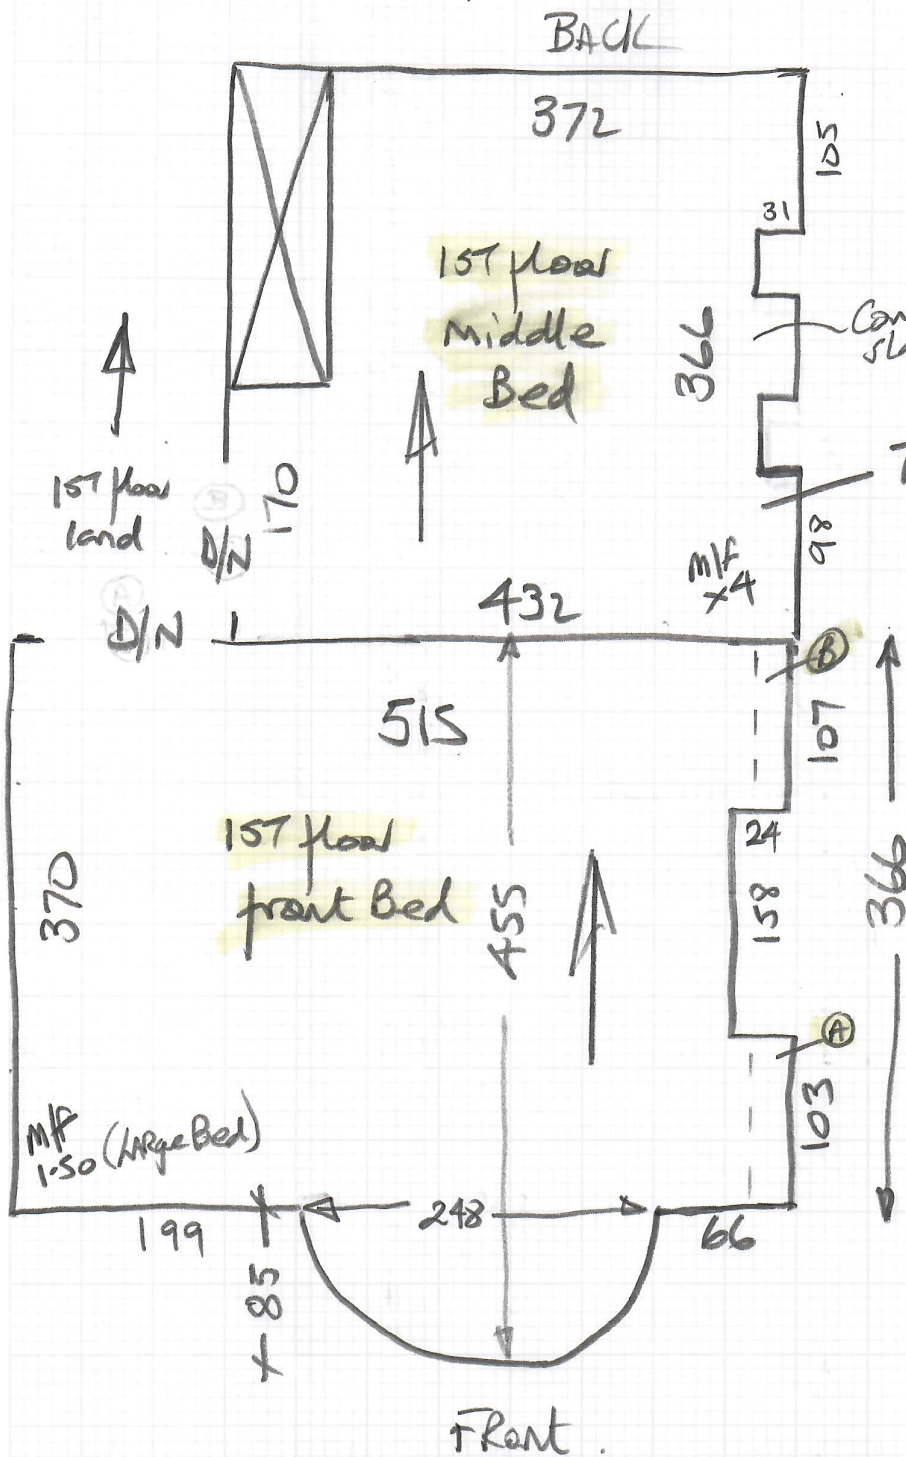 BACK
372
105
31
1ST floor
middle
Bed
366
Con
1ST floor
land
170
D/N
98
M/F
x4
432
D/N
B
515
107
1ST floor
front Bed
24
370
455
158
366
A
103
M/F
1.50 (LARge Bed)
199
248
66
85
FRont.